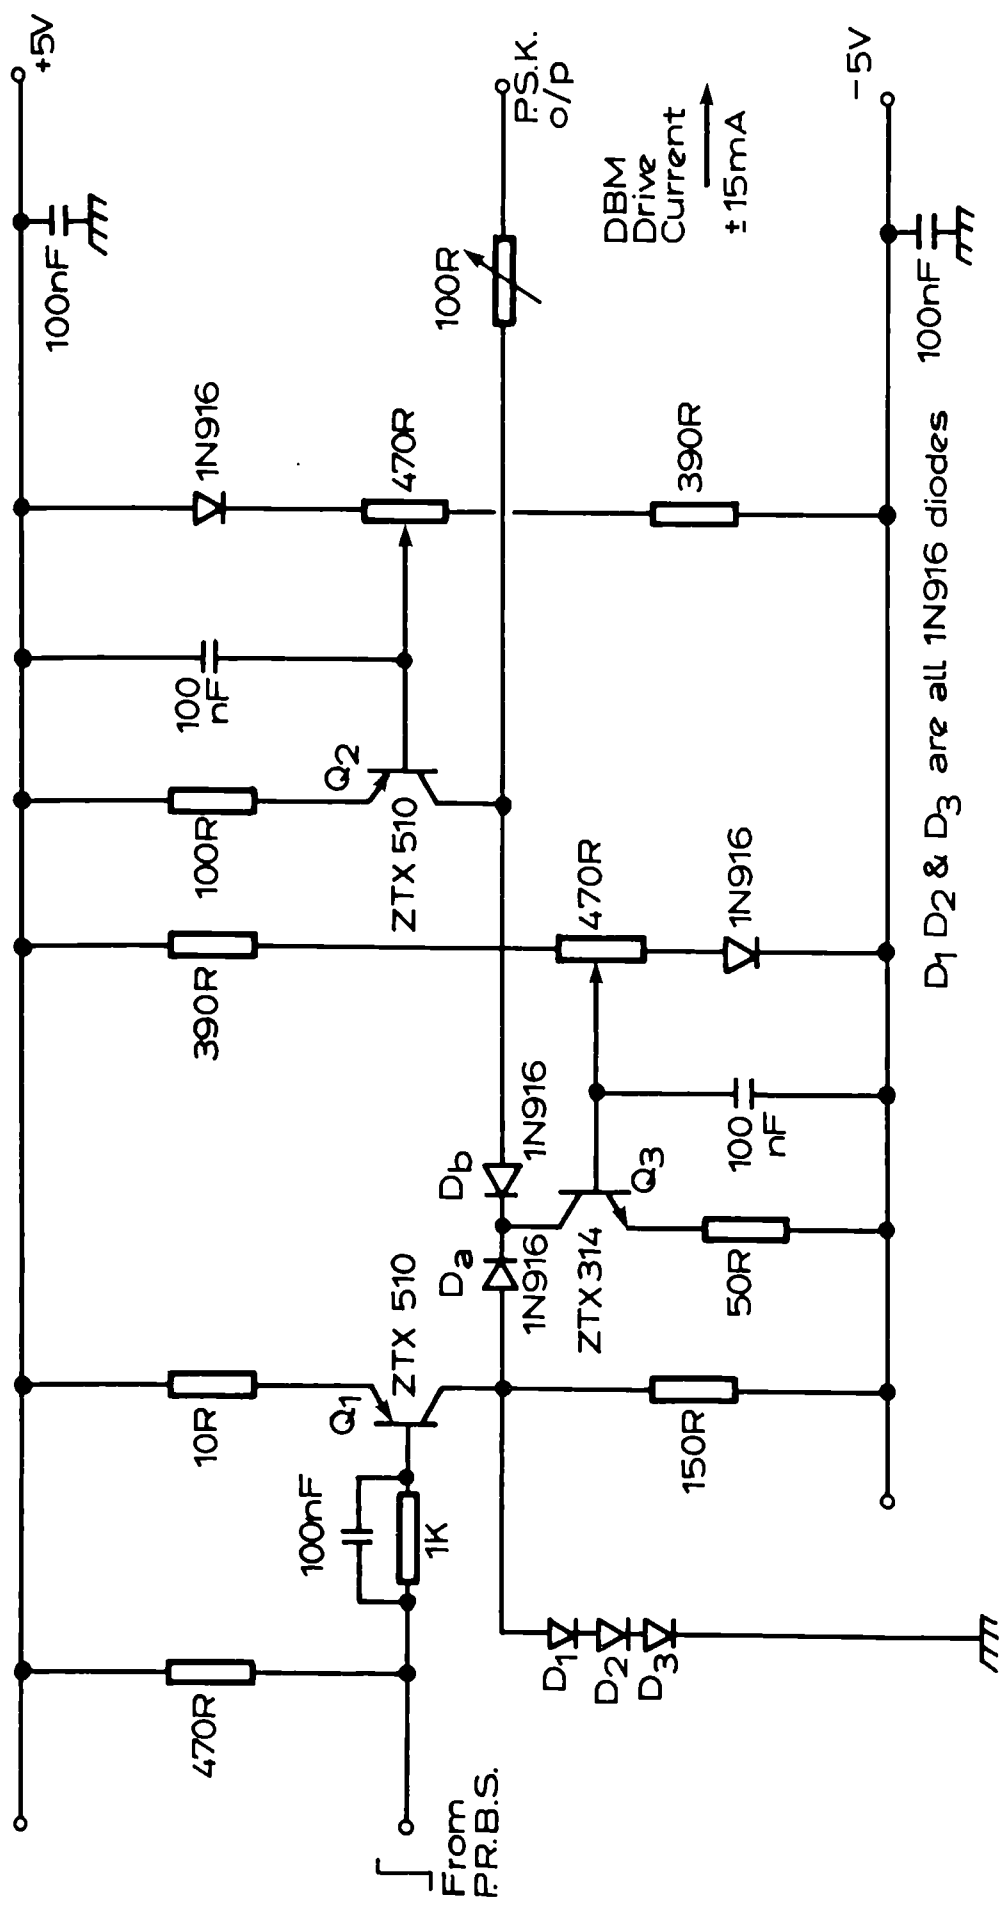 +5V
100nF
P.S.K.
o/p
100R
DBM
Drive
Current
±15mA
−5V
100nF
1N916
470R
390R
100
nF
Q2
100R
ZTX 510
390R
470R
1N916
Db
1N916
Da
1N916
Q3
100
nF
ZTX 314
50R
ZTX 510
Q1
10R
100nF
1K
150R
470R
D1
D2
D3
From
P.R.B.S.
D1 D2 & D3 are all 1N916 diodes